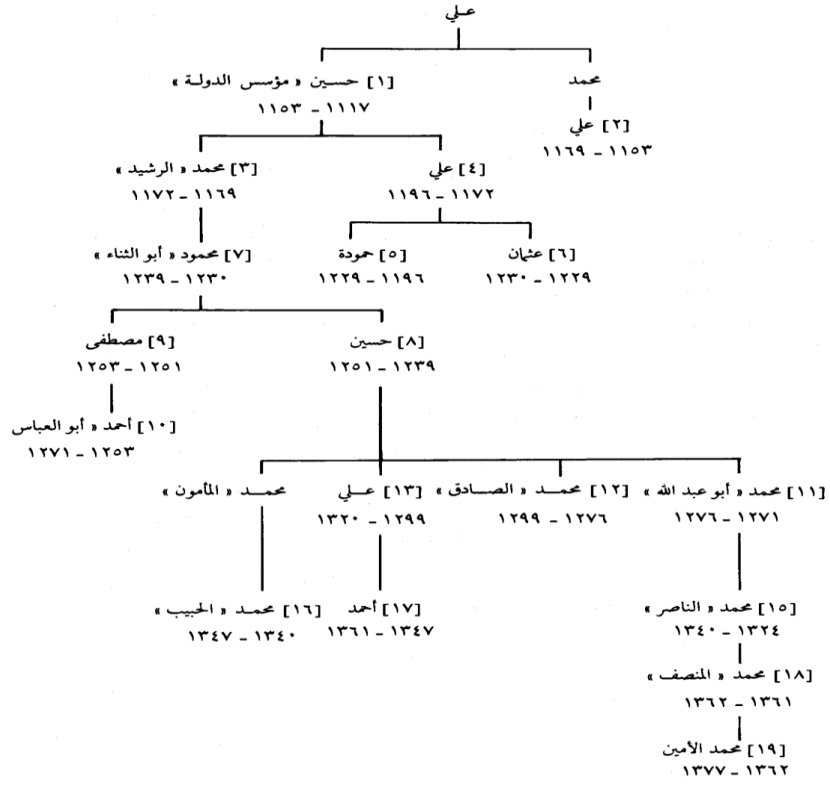 علي
[١] حسين « مؤسس الدولة »
١١١٧ - ١١٥٣
محمد
[٢] علي
١١٥٣ - ١١٦٩
[٣] محمد « الرشيد »
١١٦٩ - ١١٧٢
[٤] علي
١١٧٢ - ١١٩٦
[٧] محمود « أبو الثناء »
١٢٣٠ - ١٢٣٩
[٥] حمودة
١١٩٦ - ١٢٢٩
[٦] عثمان
١٢٢٩ - ١٢٣٠
[٩] مصطفى
١٢٥١ - ١٢٥٣
[٨] حسين
١٢٣٩ - ١٢٥١
[١٠] أحمد « أبو العباس
١٢٥٣ - ١٢٧١
[١١] محمد « أبو عبد الله »
١٢٧١ - ١٢٧٦
[١٢] محمد « الصادق »
١٢٧٦ - ١٢٩٩
[١٣] علي
١٢٩٩ - ١٣٢٠
محمد « المأمون »
[١٥] محمد « الناصر »
١٣٢٤ - ١٣٤٠
[١٧] أحمد
١٣٤٧ - ١٣٦١
[١٦] محمد « الحبيب »
١٣٤٠ - ١٣٤٧
[١٨] محمد « المنصف »
١٣٦١ - ١٣٦٢
[١٩] محمد الأمين
١٣٦٢ - ١٣٧٧